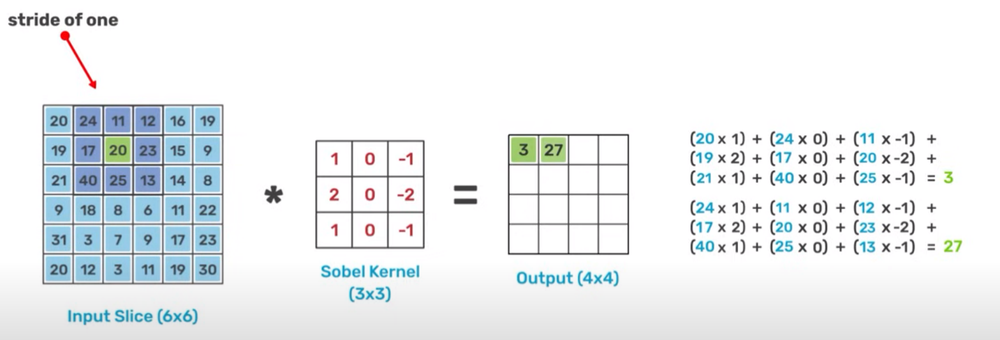 stride of one
20 24 11 12 16 19
19 17 20 23 15 9
21 40 25 13 14 8
9 18 8 6 11 22
31 3 7 9 17 23
20 12 3 11 19 30
Input Slice (6x6)
*
1 0 -1
2 0 -2
1 0 -1
Sobel Kernel
(3x3)
=
3 27
Output (4x4)
(20 x 1) + (24 x 0) + (11 x -1) +
(19 x 2) + (17 x 0) + (20 x -2) +
(21 x 1) + (40 x 0) + (25 x -1) = 3
(24 x 1) + (11 x 0) + (12 x -1) +
(17 x 2) + (20 x 0) + (23 x -2) +
(40 x 1) + (25 x 0) + (13 x -1) = 27